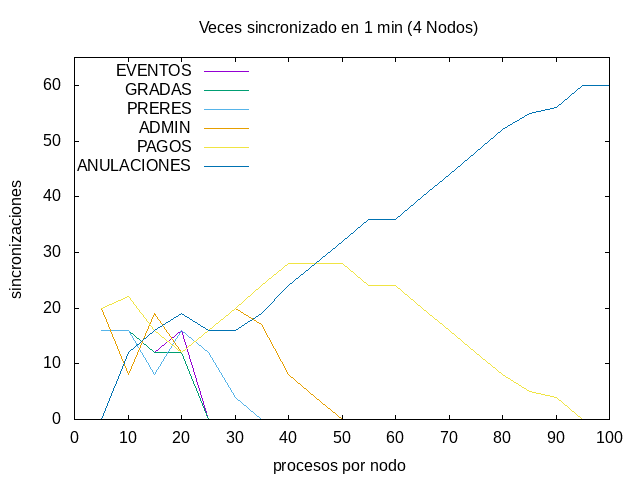 Veces sincronizado en 1 min (4 Nodos)
EVENTOS
GRADAS
PRERES
ADMIN
PAGOS
ANULACIONES
sincronizaciones
60
50
40
30
20
10
0
0 10 20 30 40 50 60 70 80 90 100
procesos por nodo